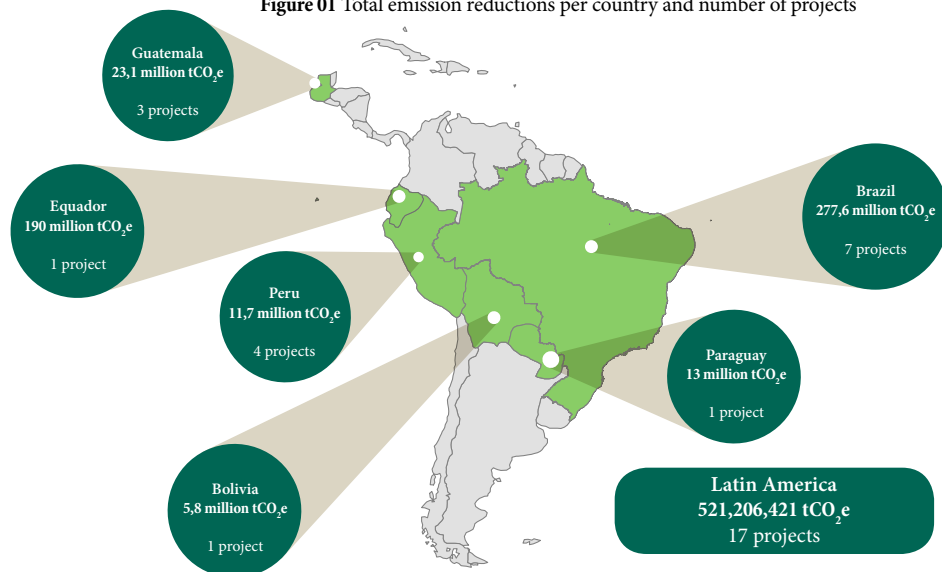 Figure 01 Total emission reductions per country and number of projects
Guatemala
23,1 million tCO₂e
3 projects
Equador
190 million tCO₂e
1 project
Peru
11,7 million tCO₂e
4 projects
Bolivia
5,8 million tCO₂e
1 project
Brazil
277,6 million tCO₂e
7 projects
Paraguay
13 million tCO₂e
1 project
Latin America
521,206,421 tCO₂e
17 projects